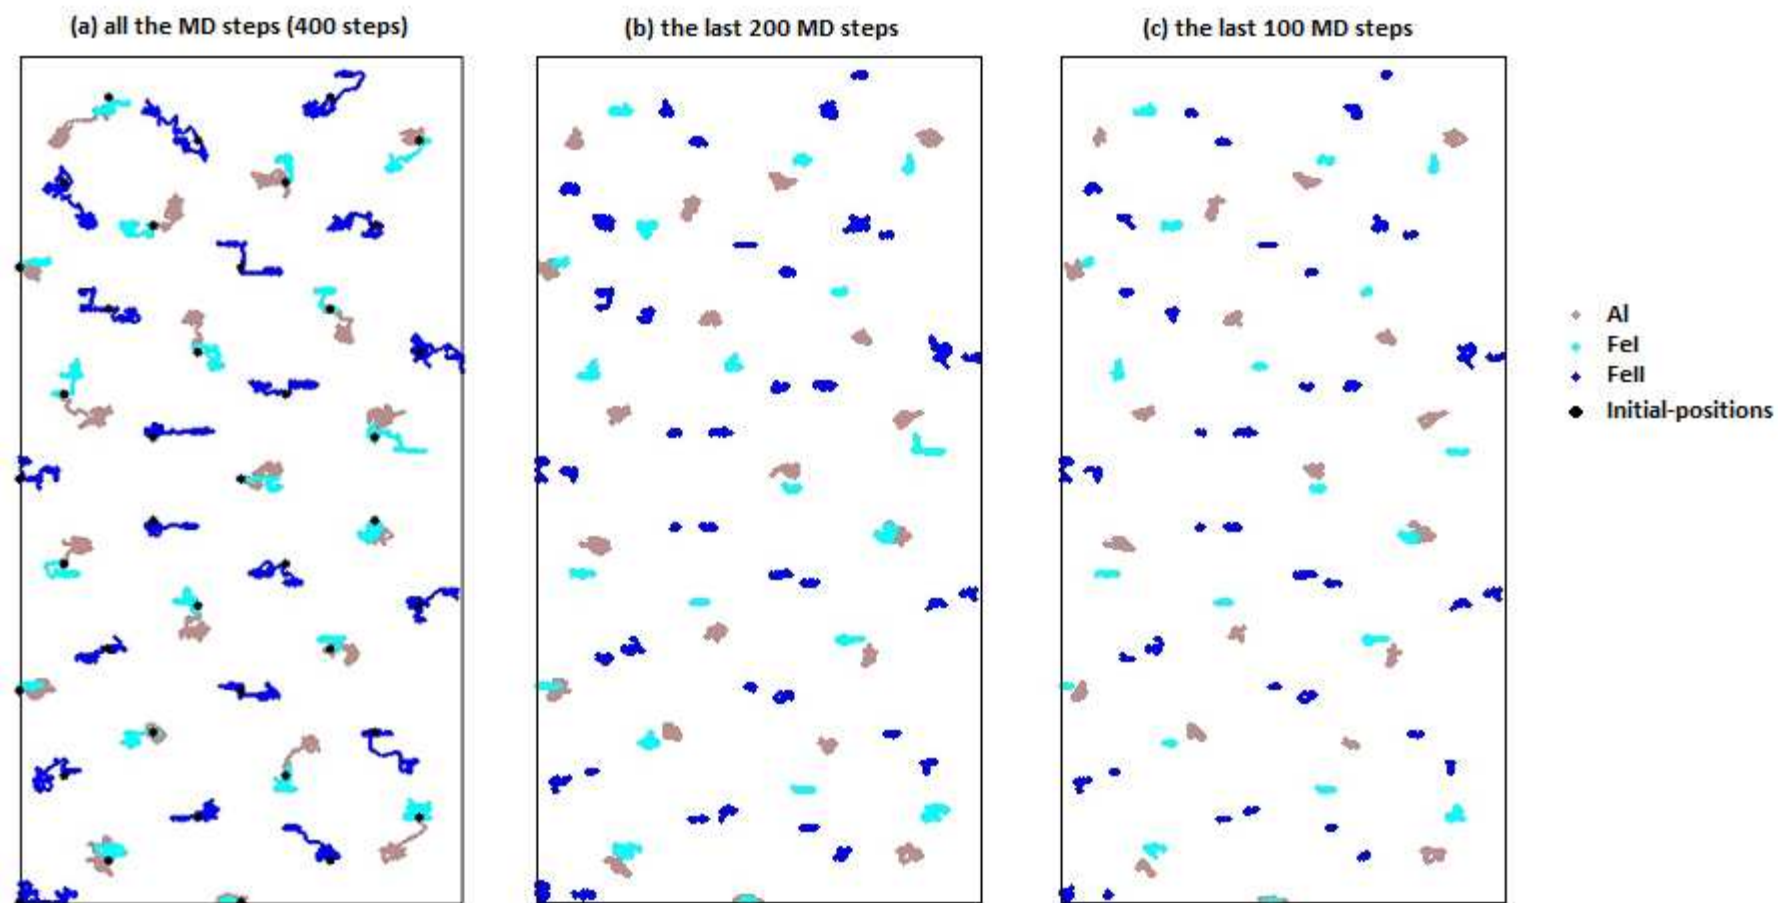 (a) all the MD steps (400 steps)
(b) the last 200 MD steps
(c) the last 100 MD steps
Al
FeI
FeII
Initial-positions